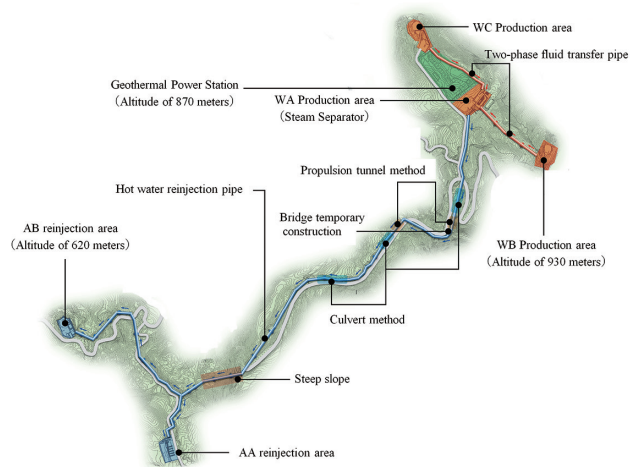 WC Production area
Two-phase fluid transfer pipe
Geothermal Power Station
(Altitude of 870 meters)
WA Production area
(Steam Separator)
Propulsion tunnel method
Hot water reinjection pipe
Bridge temporary
construction
AB reinjection area
(Altitude of 620 meters)
WB Production area
(Altitude of 930 meters)
Culvert method
Steep slope
AA reinjection area